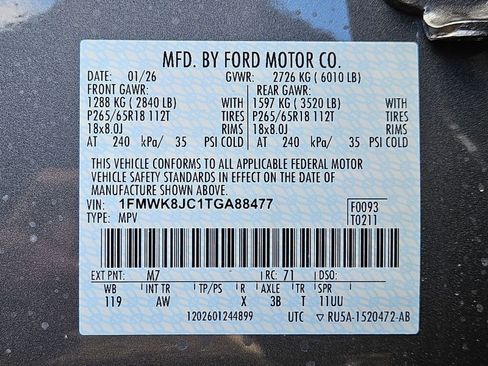 MFD. BY FORD MOTOR CO.
DATE: 01/26 GVWR: 2726 KG (6010 LB)
FRONT GAWR: REAR GAWR:
1288 KG (2840 LB) WITH 1597 KG (3520 LB) WITH
P265/65R18 112T TIRES P265/65R18 112T TIRES
18x8.0J RIMS 18x8.0J RIMS
AT 240 kPa/ 35 PSI COLD AT 240 kPa/ 35 PSI COLD
THIS VEHICLE CONFORMS TO ALL APPLICABLE FEDERAL MOTOR
VEHICLE SAFETY STANDARDS IN EFFECT ON THE DATE OF
MANUFACTURE SHOWN ABOVE.
VIN: 1FMWK8JC1TGA88477 F0093
TYPE: MPV T0211
EXT PNT: M7 RC: 71 DSO:
WB INT TR TP/PS R AXLE TR SPR
119 AW X 3B T 11UU
1202601244899 UTC ▽ RU5A-1520472-AB